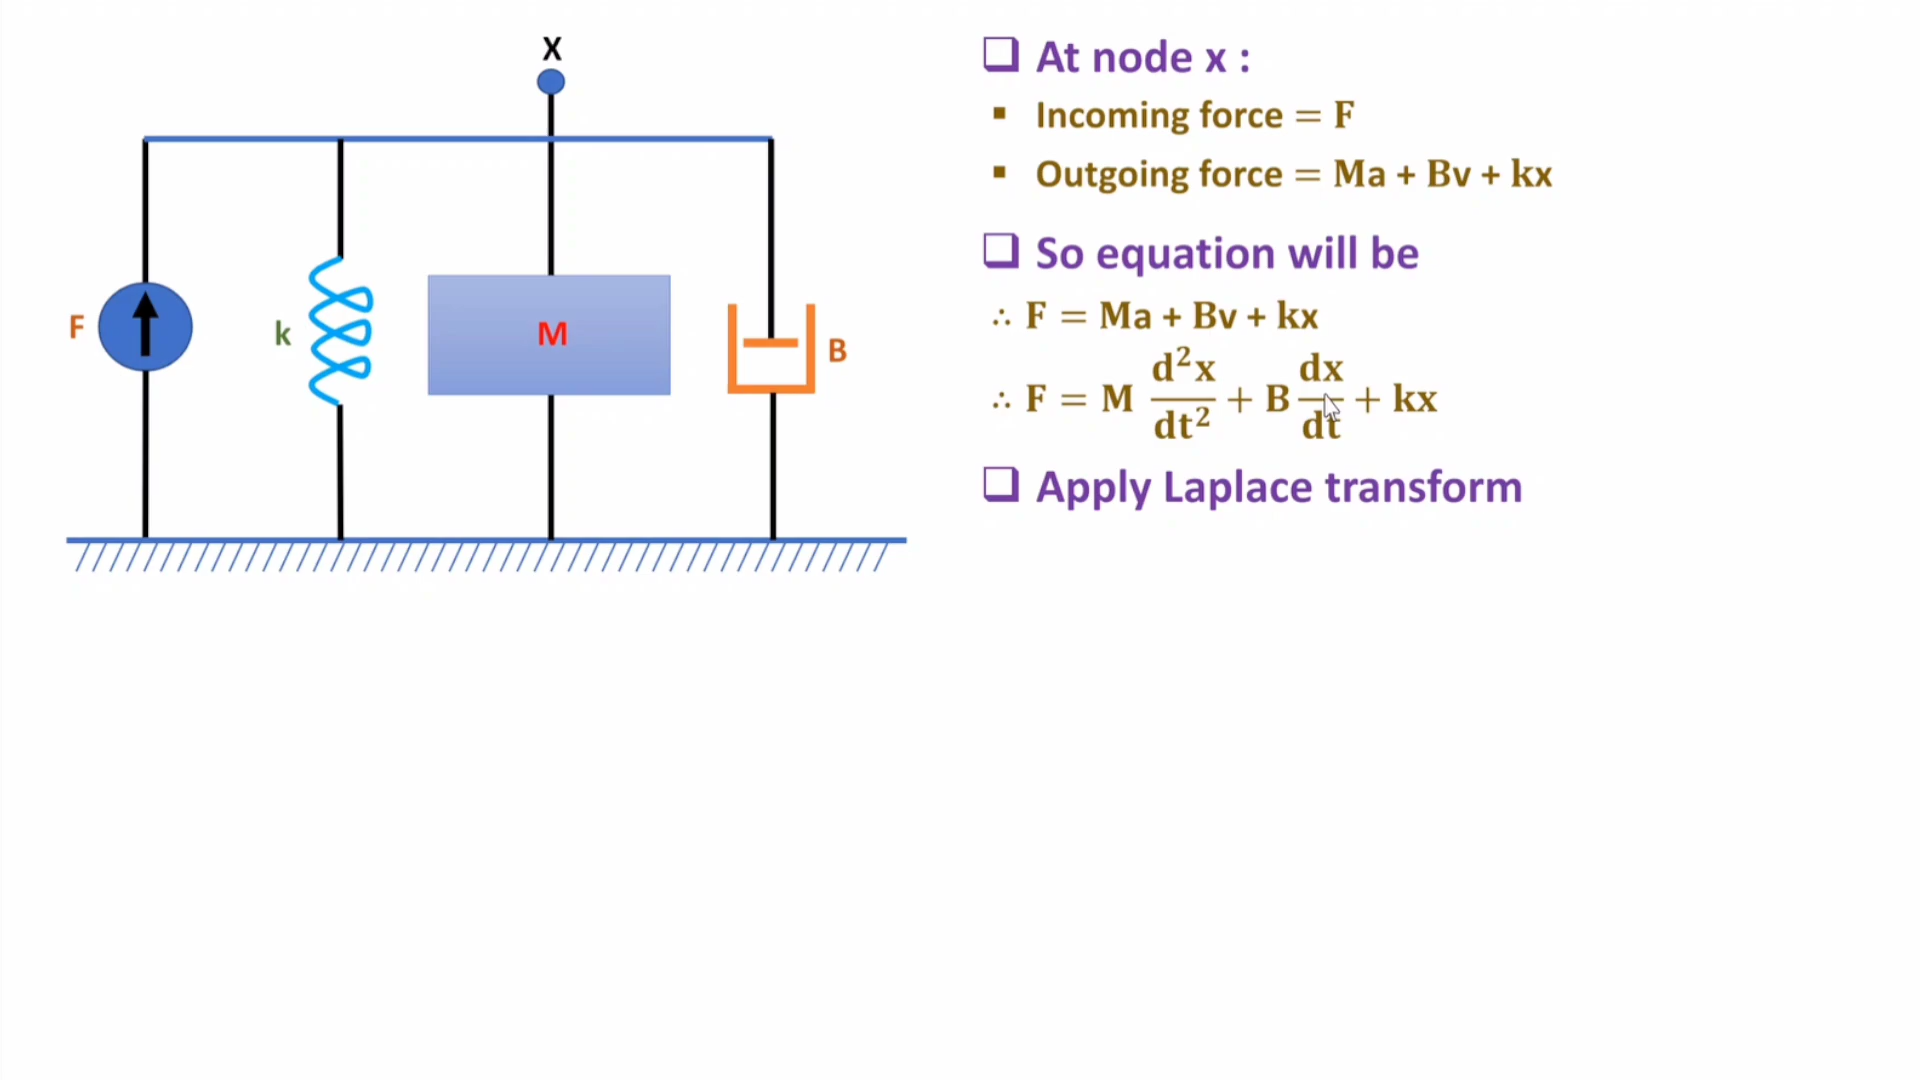 X
F
k
M
B
❑ At node x :
▪ Incoming force = F
▪ Outgoing force = Ma + Bv + kx
❑ So equation will be
∴ F = Ma + Bv + kx
∴ F = M d²x/dt² + B dx/dt + kx
❑ Apply Laplace transform